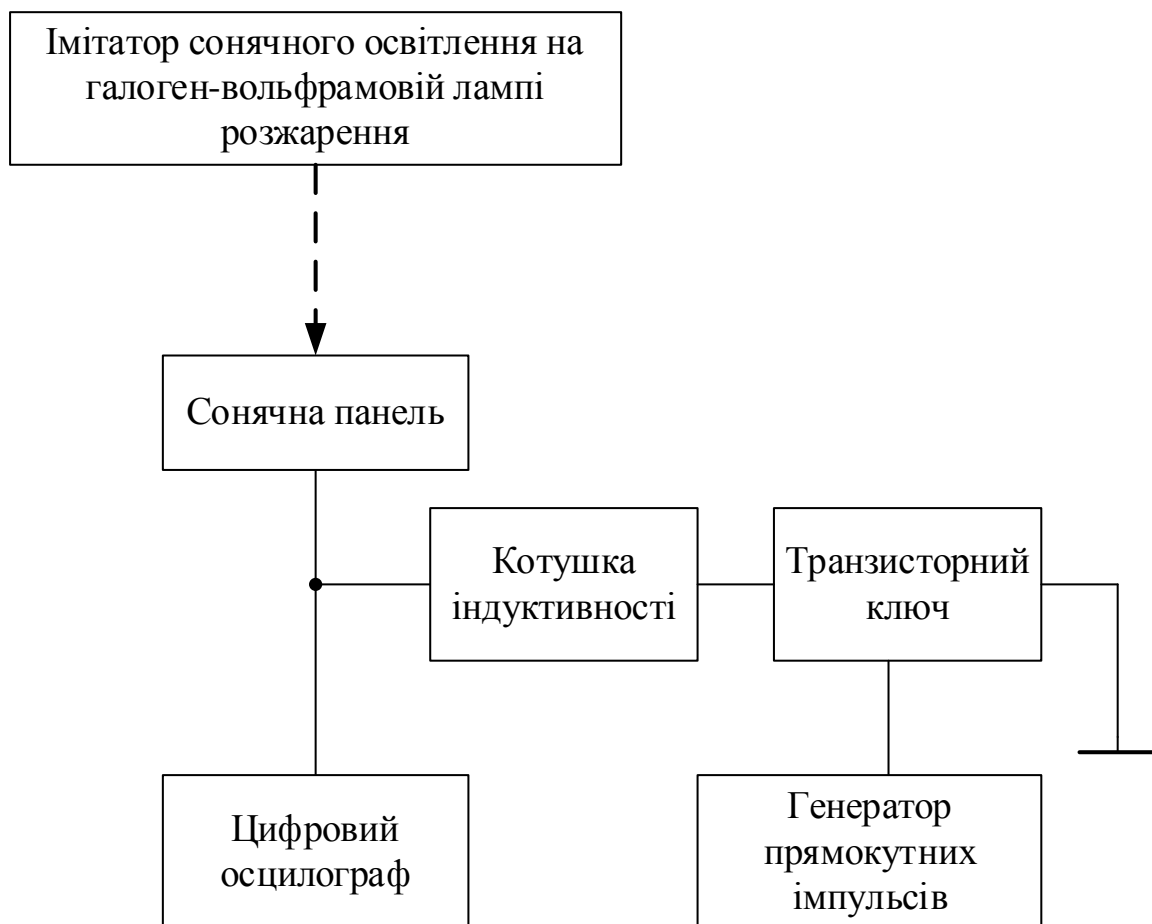 Імітатор сонячного освітлення на
галоген-вольфрамовій лампі
розжарення
Сонячна панель
Котушка
індуктивності
Транзисторний
ключ
Цифровий
осцилограф
Генератор
прямокутних
імпульсів